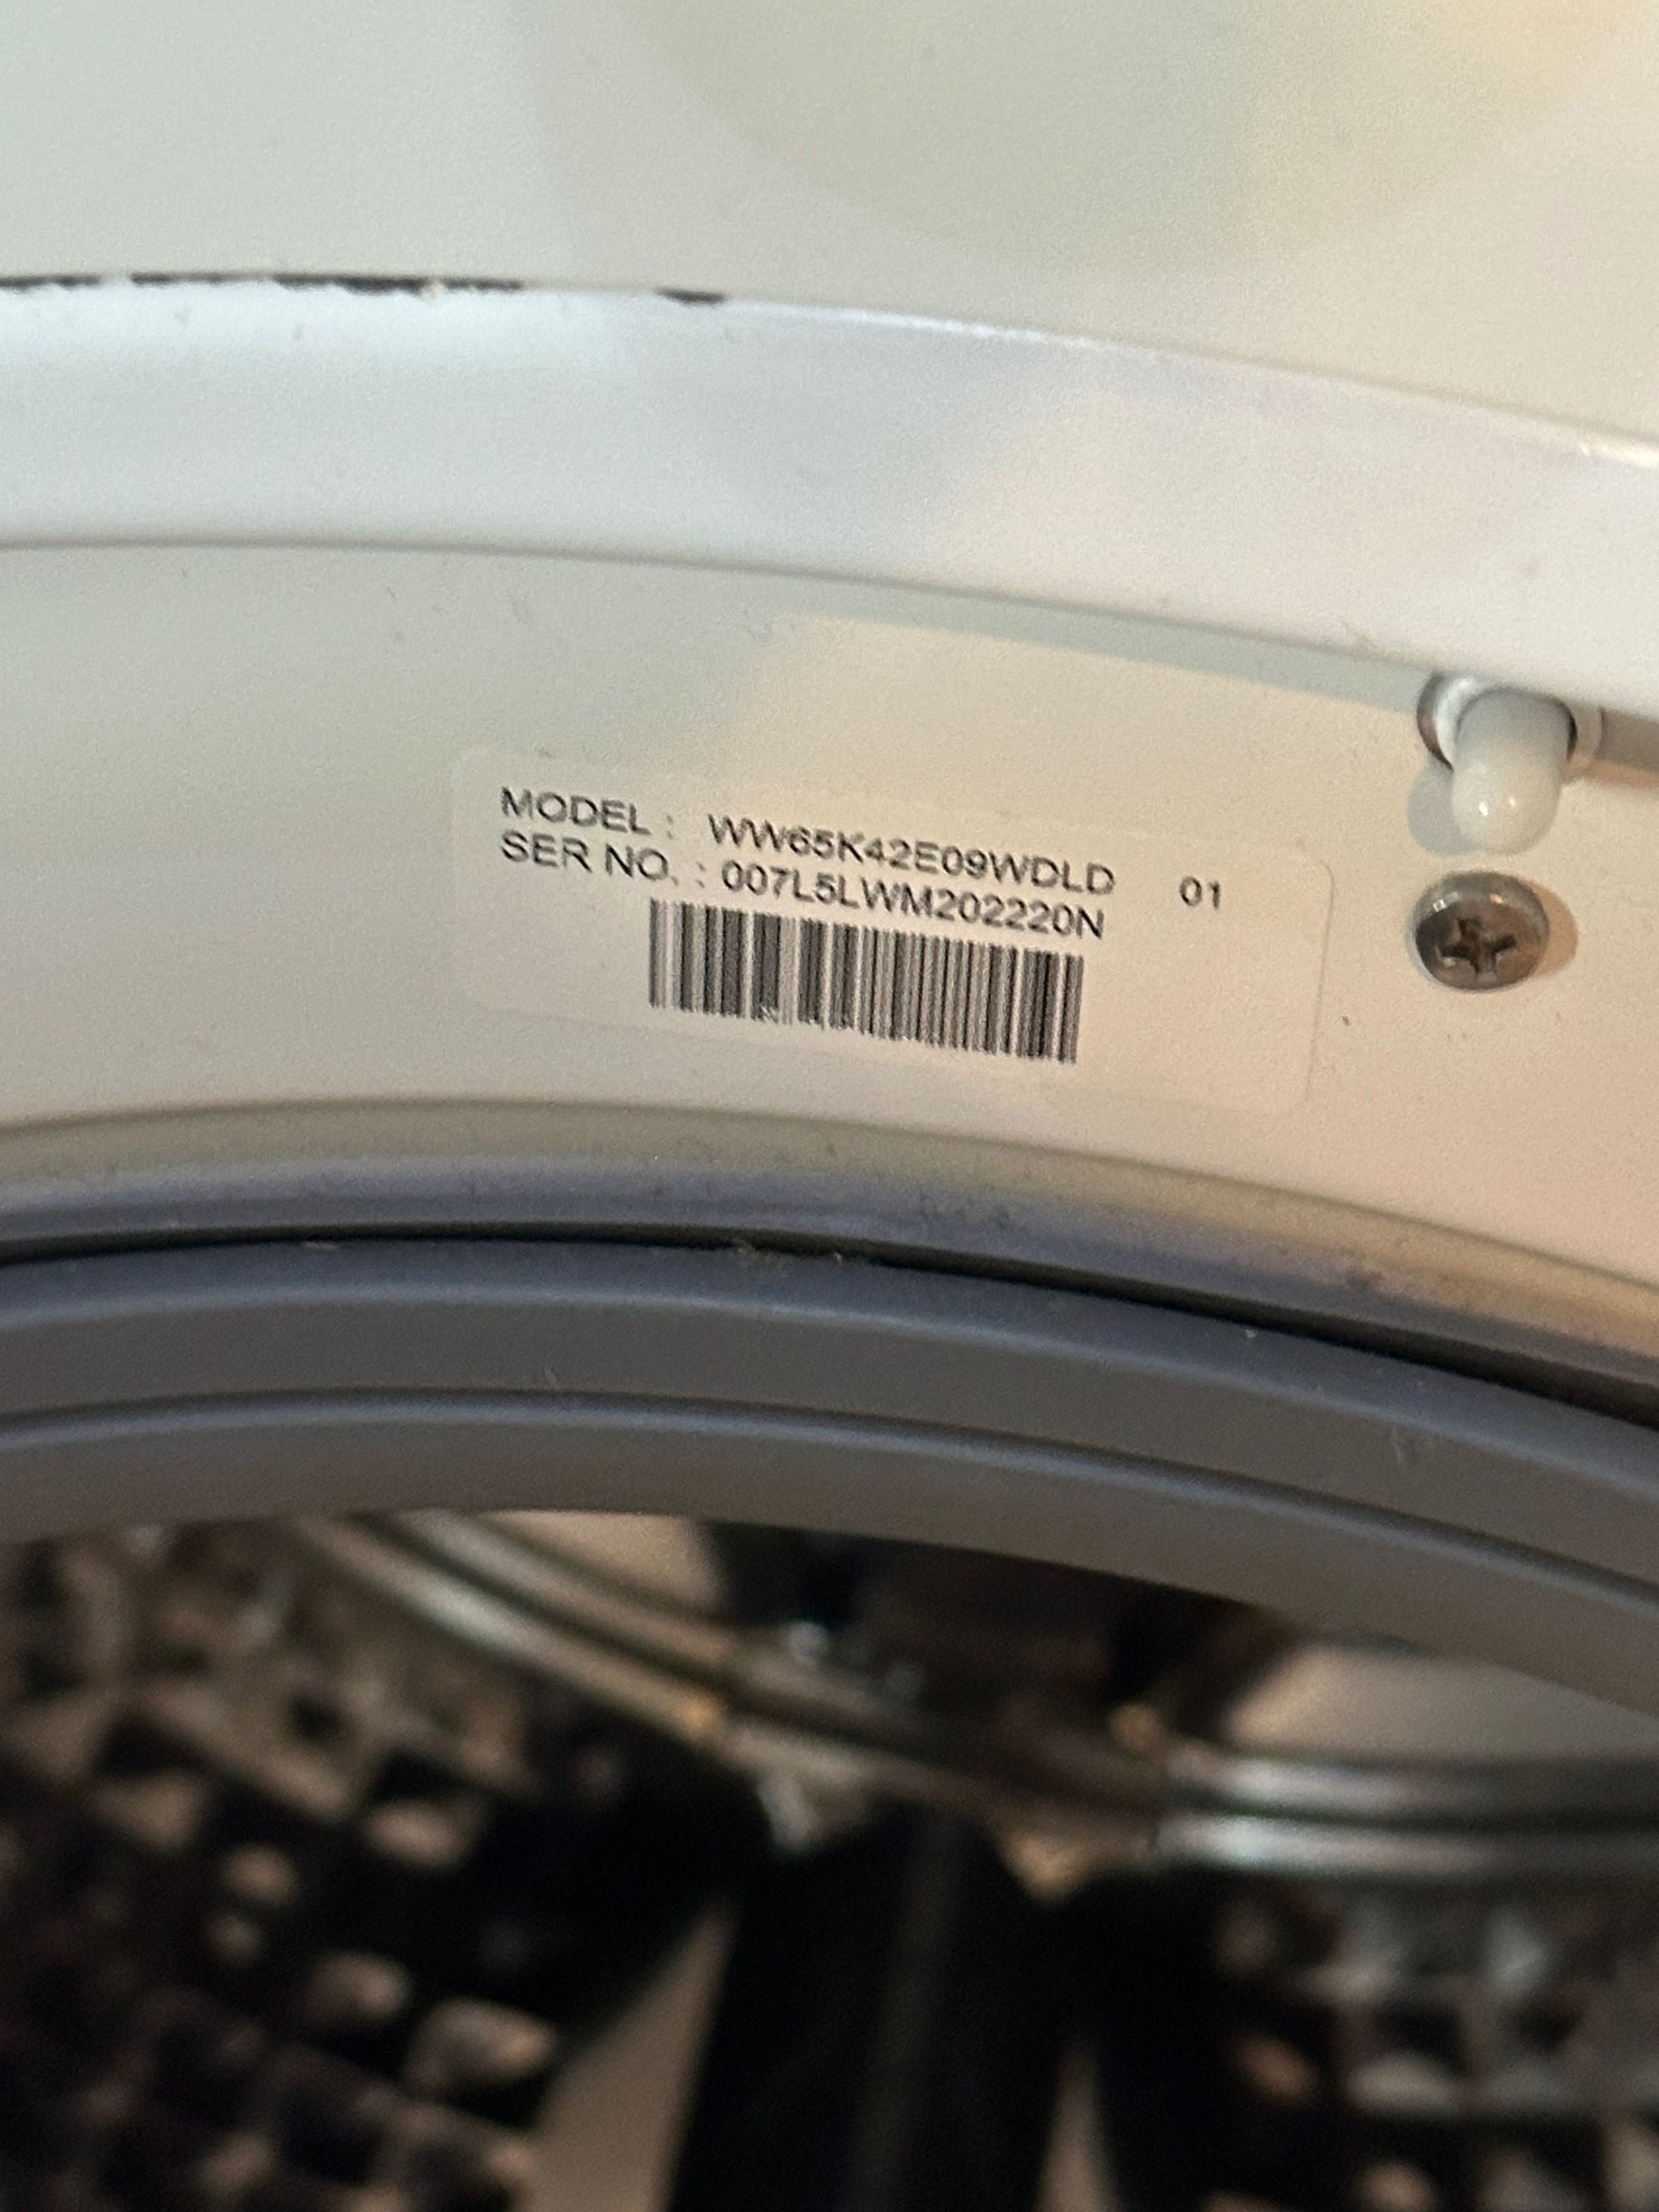 MODEL : WW65K42E09WDLD 01
SER NO. : 007L5LWM202220N